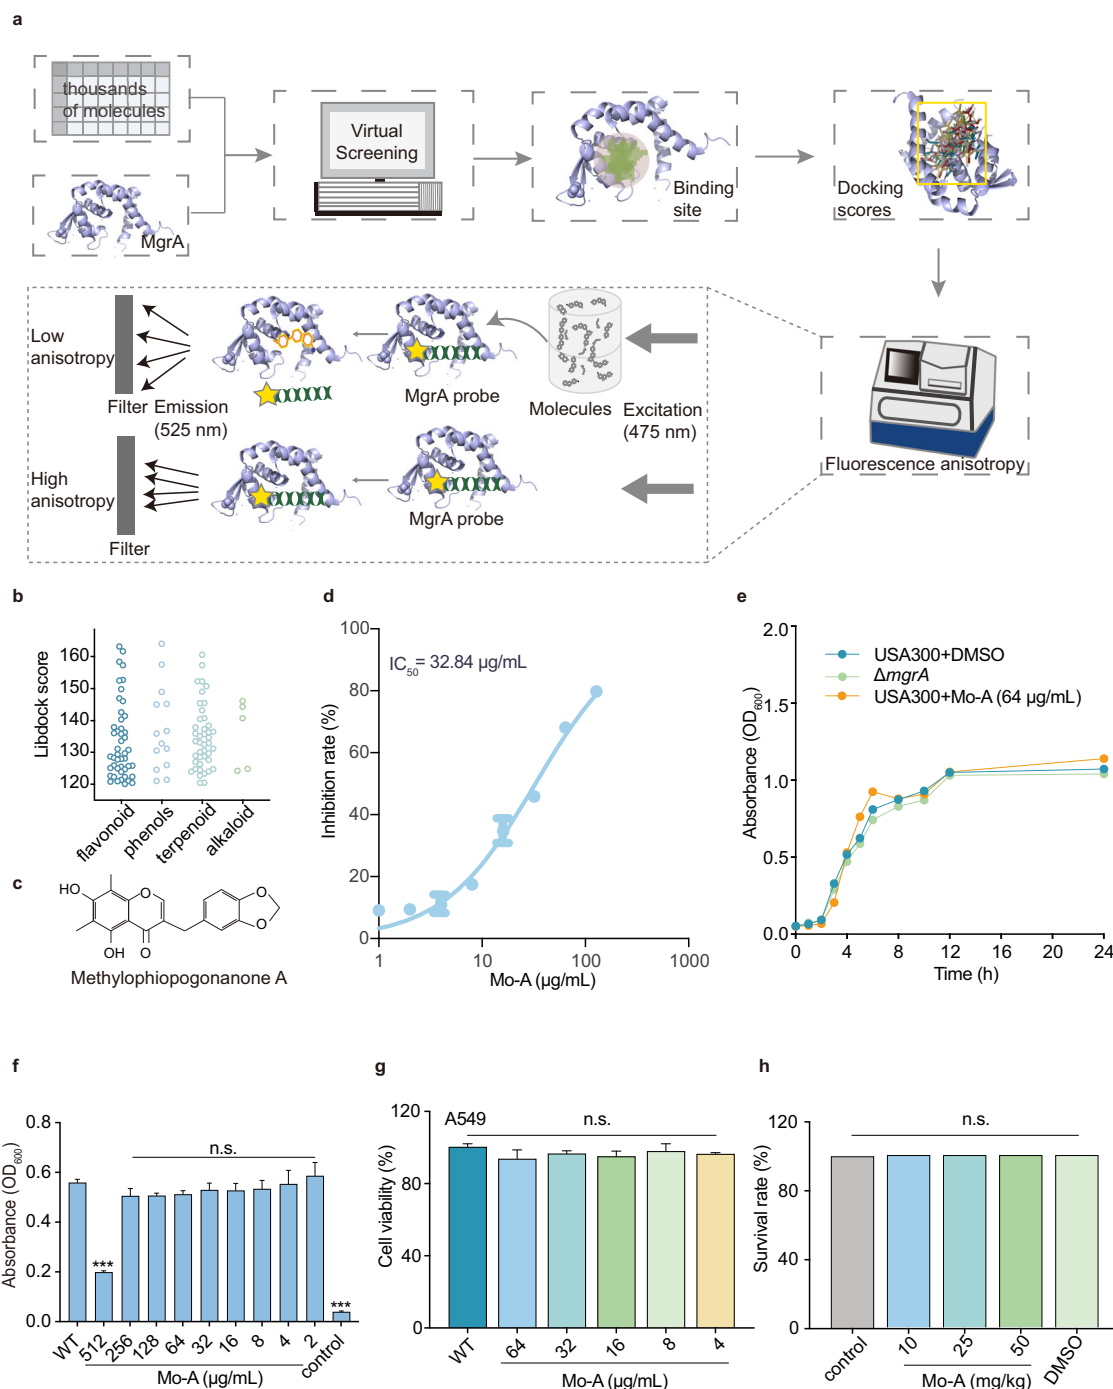 a
thousands
of molecules
MgrA
Virtual
Screening
Binding
site
Docking
scores
Low
anisotropy
Filter
Emission
(525 nm)
MgrA probe
Molecules
Excitation
(475 nm)
High
anisotropy
Filter
MgrA probe
Fluorescence anisotropy
b
Libdock score
160
150
140
130
120
flavonoid
phenols
terpenoid
alkaloid
c
HO
O
O
O
OH
O
Methylophiopogonanone A
d
IC50= 32.84 µg/mL
Inhibition rate (%)
100
80
60
40
20
0
1
10
100
1000
Mo-A (µg/mL)
e
USA300+DMSO
ΔmgrA
USA300+Mo-A (64 µg/mL)
Absorbance (OD600)
2.0
1.5
1.0
0.5
0.0
0
4
8
12
16
20
24
Time (h)
f
n.s.
Absorbance (OD600)
0.8
0.6
0.4
0.2
0.0
***
***
WT
512
256
128
64
32
16
8
4
2
control
Mo-A (µg/mL)
g
A549
n.s.
Cell viability (%)
120
80
40
0
WT
64
32
16
8
4
Mo-A (µg/mL)
h
n.s.
Survival rate (%)
120
80
40
0
control
10
25
50
DMSO
Mo-A (mg/kg)